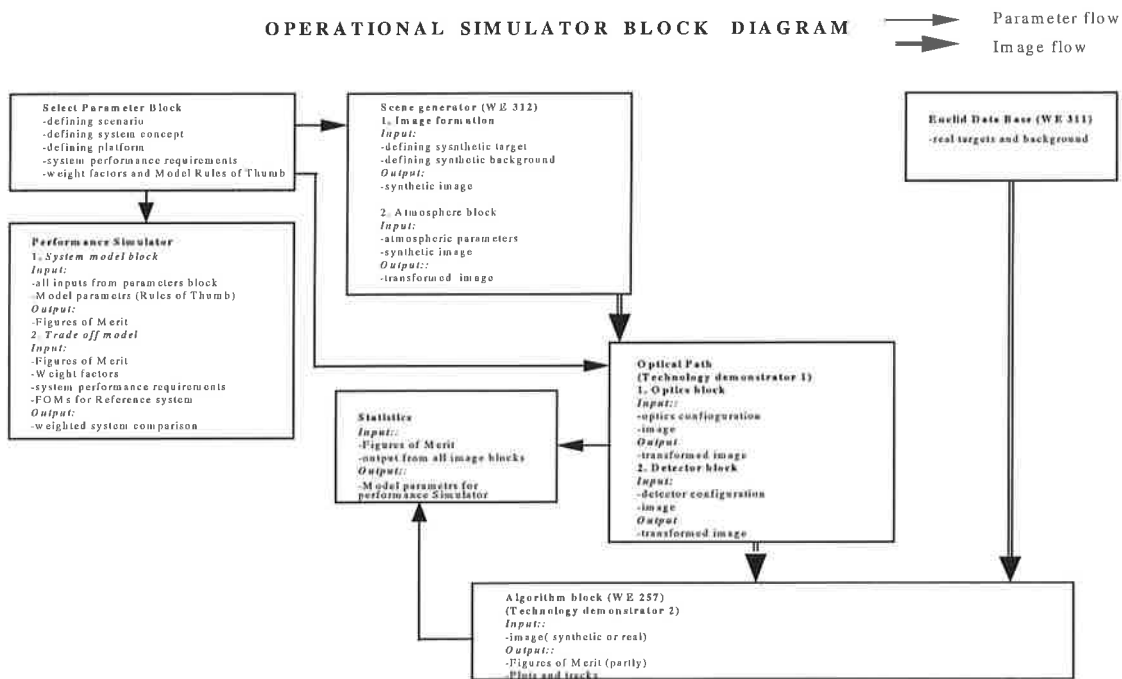 OPERATIONAL SIMULATOR BLOCK DIAGRAM
Parameter flow
Image flow
Select Parameter Block
-defining scenario
-defining system concept
-defining platform
-system performance requirements
-weight factors and Model Rules of Thumb
Scene generator (WE 312)
1. Image formation
Input:
-defining sysnthetic target
-defining synthetic background
Output:
-synthetic image
2. Atmosphere block
Input:
-atmospheric parameters
-synthetic image
Output::
-transformed image
Euclid Data Base (WE 311)
-real targets and background
Performance Simulator
1. System model block
Input:
-all inputs from parameters block
-Model parametrs (Rules of Thumb)
Output:
-Figures of Merit
2. Trade off model
Input:
-Figures of Merit
-Weight factors
-system performance requirements
-FOMs for Reference system
Output:
-weighted system comparison
Statistics
Input::
-Figures of Merit
-output from all image blocks
Output::
-Model parametrs for
performance Simulator
Optical Path
(Technology demonstrator 1)
1. Optics block
Input::
-optics confioguration
-image
Output
-transformed image
2. Detector block
Input:
-detector configuration
-image
Output
-transformed image
Algorithm block (WE 257)
(Technology demonstrator 2)
Input::
-image( synthetic or real)
Output::
-Figures of Merit (partly)
-Plots and tracks